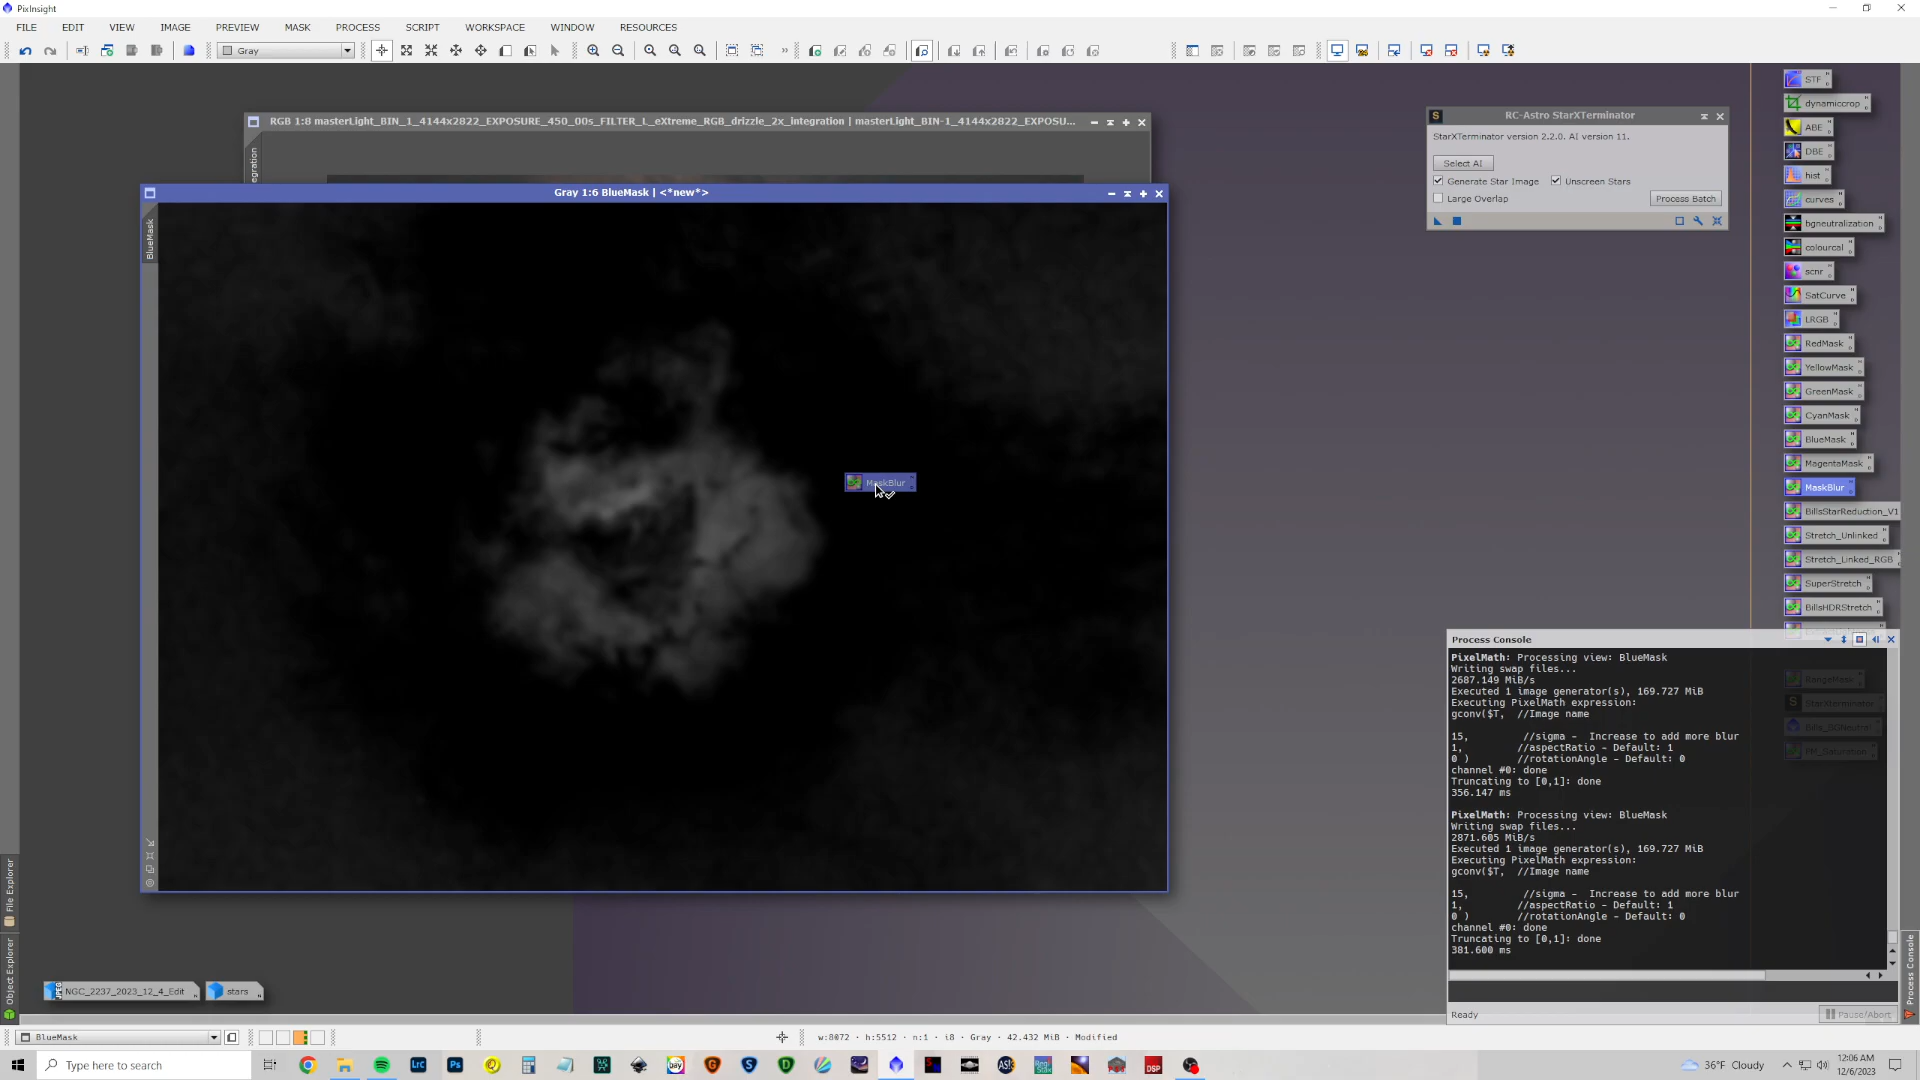 PixInsight
FILE EDIT VIEW IMAGE PREVIEW MASK PROCESS SCRIPT WORKSPACE WINDOW RESOURCES
Gray
RGB 1:8 masterLight_BIN_1_4144x2822_EXPOSURE_450_00s_FILTER_L_eXtreme_RGB_drizzle_2x_integration | masterLight_BIN-1_4144x2822_EXPOSU...
Gray 1:6 BlueMask | <*new*>
BlueMask
MaskBlur
RC-Astro StarXTerminator
StarXTerminator version 2.2.0. AI version 11.
Select AI
Generate Star Image Unscreen Stars
Large Overlap Process Batch
STF
dynamiccrop
ABE
DBE
hist
curves
bgneutralization
colourcal
scnr
SatCurve
LRGB
RedMask
YellowMask
GreenMask
CyanMask
BlueMask
MagentaMask
MaskBlur
BillsStarReduction_V1
Stretch_Unlinked
Stretch_Linked_RGB
SuperStretch
BillsHDRStretch
RangeMask
StarXterminator
PM_Saturation
Process Console
PixelMath: Processing view: BlueMask
Writing swap files...
2687.149 MiB/s
Executed 1 image generator(s), 169.727 MiB
Executing PixelMath expression:
gconv($T, //Image name
15, //sigma - Increase to add more blur
1, //aspectRatio - Default: 1
0 ) //rotationAngle - Default: 0
channel #0: done
Truncating to [0,1]: done
356.147 ms
PixelMath: Processing view: BlueMask
Writing swap files...
2871.605 MiB/s
Executed 1 image generator(s), 169.727 MiB
Executing PixelMath expression:
gconv($T, //Image name
15, //sigma - Increase to add more blur
1, //aspectRatio - Default: 1
0 ) //rotationAngle - Default: 0
channel #0: done
Truncating to [0,1]: done
381.600 ms
Ready
Pause/Abort
Process Console
File Explorer
Object Explorer
NGC_2237_2023_12_4_Edit
stars
BlueMask
w:8072 · h:5512 · n:1 · i8 · Gray · 42.432 MiB · Modified
Type here to search
36°F Cloudy
12:06 AM
12/6/2023